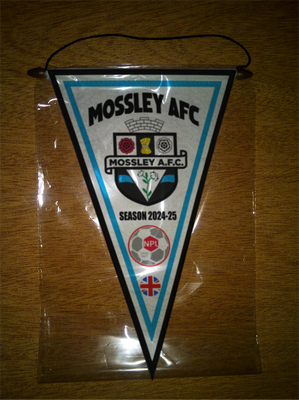 MOSSLEY AFC
MOSSLEY A.F.C.
SEASON 2024-25
NPL